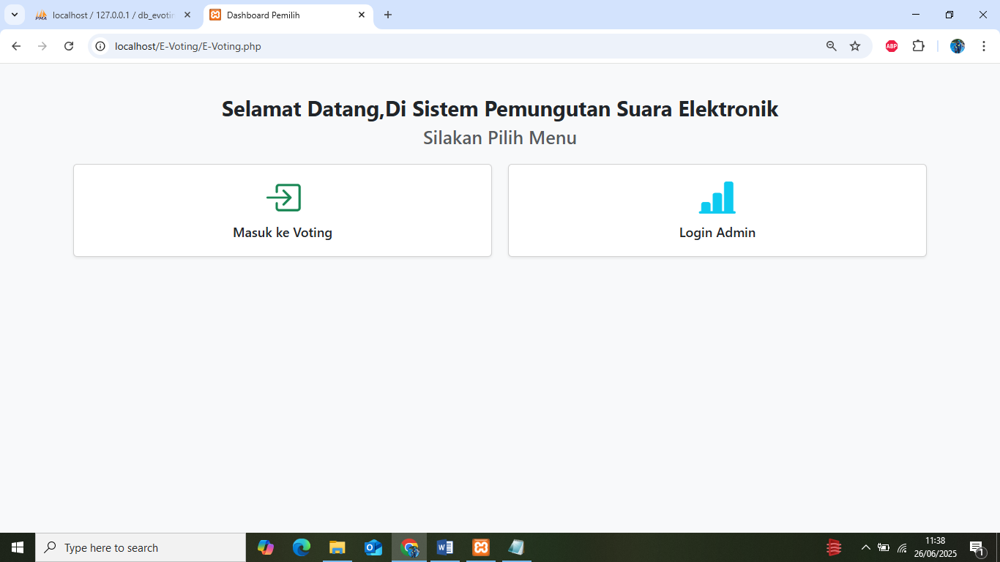 PMA localhost / 127.0.0.1 / db_evotin
Dashboard Pemilih
localhost/E-Voting/E-Voting.php
ABP
Selamat Datang,Di Sistem Pemungutan Suara Elektronik
Silakan Pilih Menu
Masuk ke Voting
Login Admin
Type here to search
11:38
26/06/2025
1